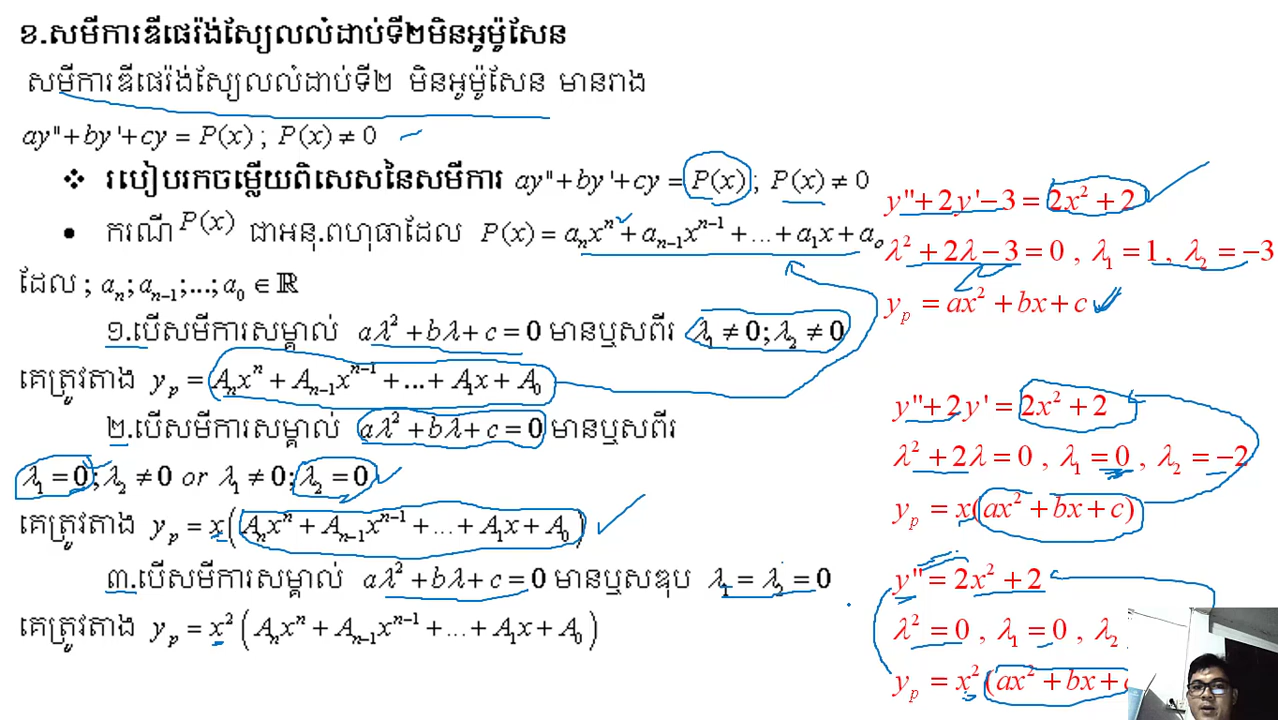 ខ.សមីការឌីផេរ៉ង់ស្យែលលំដាប់ទី២មិនអូម៉ូសែន
សមីការឌីផេរ៉ង់ស្យែលលំដាប់ទី២ មិនអូម៉ូសែន មានរាង
ay''+by'+cy = P(x) ; P(x) ≠ 0
❖ របៀបរកចម្លើយពិសេសនៃសមីការ ay''+by'+cy = P(x) ; P(x) ≠ 0
• ករណី P(x) ជាអនុ.ពហុធាដែល P(x) = aₙxⁿ + aₙ₋₁xⁿ⁻¹ + ... + a₁x + aₒ
ដែល ; aₙ; aₙ₋₁;...; a₀ ∈ ℝ
១.បើសមីការសម្គាល់ aλ² + bλ + c = 0 មានឬសពីរ λ₁ ≠ 0; λ₂ ≠ 0
គេត្រូវតាង yₚ = Aₙxⁿ + Aₙ₋₁xⁿ⁻¹ + ... + A₁x + A₀
២.បើសមីការសម្គាល់ aλ² + bλ + c = 0 មានឬសពីរ
λ₁ = 0; λ₂ ≠ 0 or λ₁ ≠ 0; λ₂ = 0
គេត្រូវតាង yₚ = x(Aₙxⁿ + Aₙ₋₁xⁿ⁻¹ + ... + A₁x + A₀)
៣.បើសមីការសម្គាល់ aλ² + bλ + c = 0 មានឬសឌុប λ₁ = λ₂ = 0
គេត្រូវតាង yₚ = x²(Aₙxⁿ + Aₙ₋₁xⁿ⁻¹ + ... + A₁x + A₀)
y''+2y'−3 = 2x² + 2
λ² + 2λ − 3 = 0 , λ₁ = 1, λ₂ = −3
yₚ = ax² + bx + c
y''+2y' = 2x² + 2
λ² + 2λ = 0 , λ₁ = 0 , λ₂ = −2
yₚ = x(ax² + bx + c)
y'' = 2x² + 2
λ² = 0 , λ₁ = 0 , λ₂
yₚ = x²(ax² + bx +